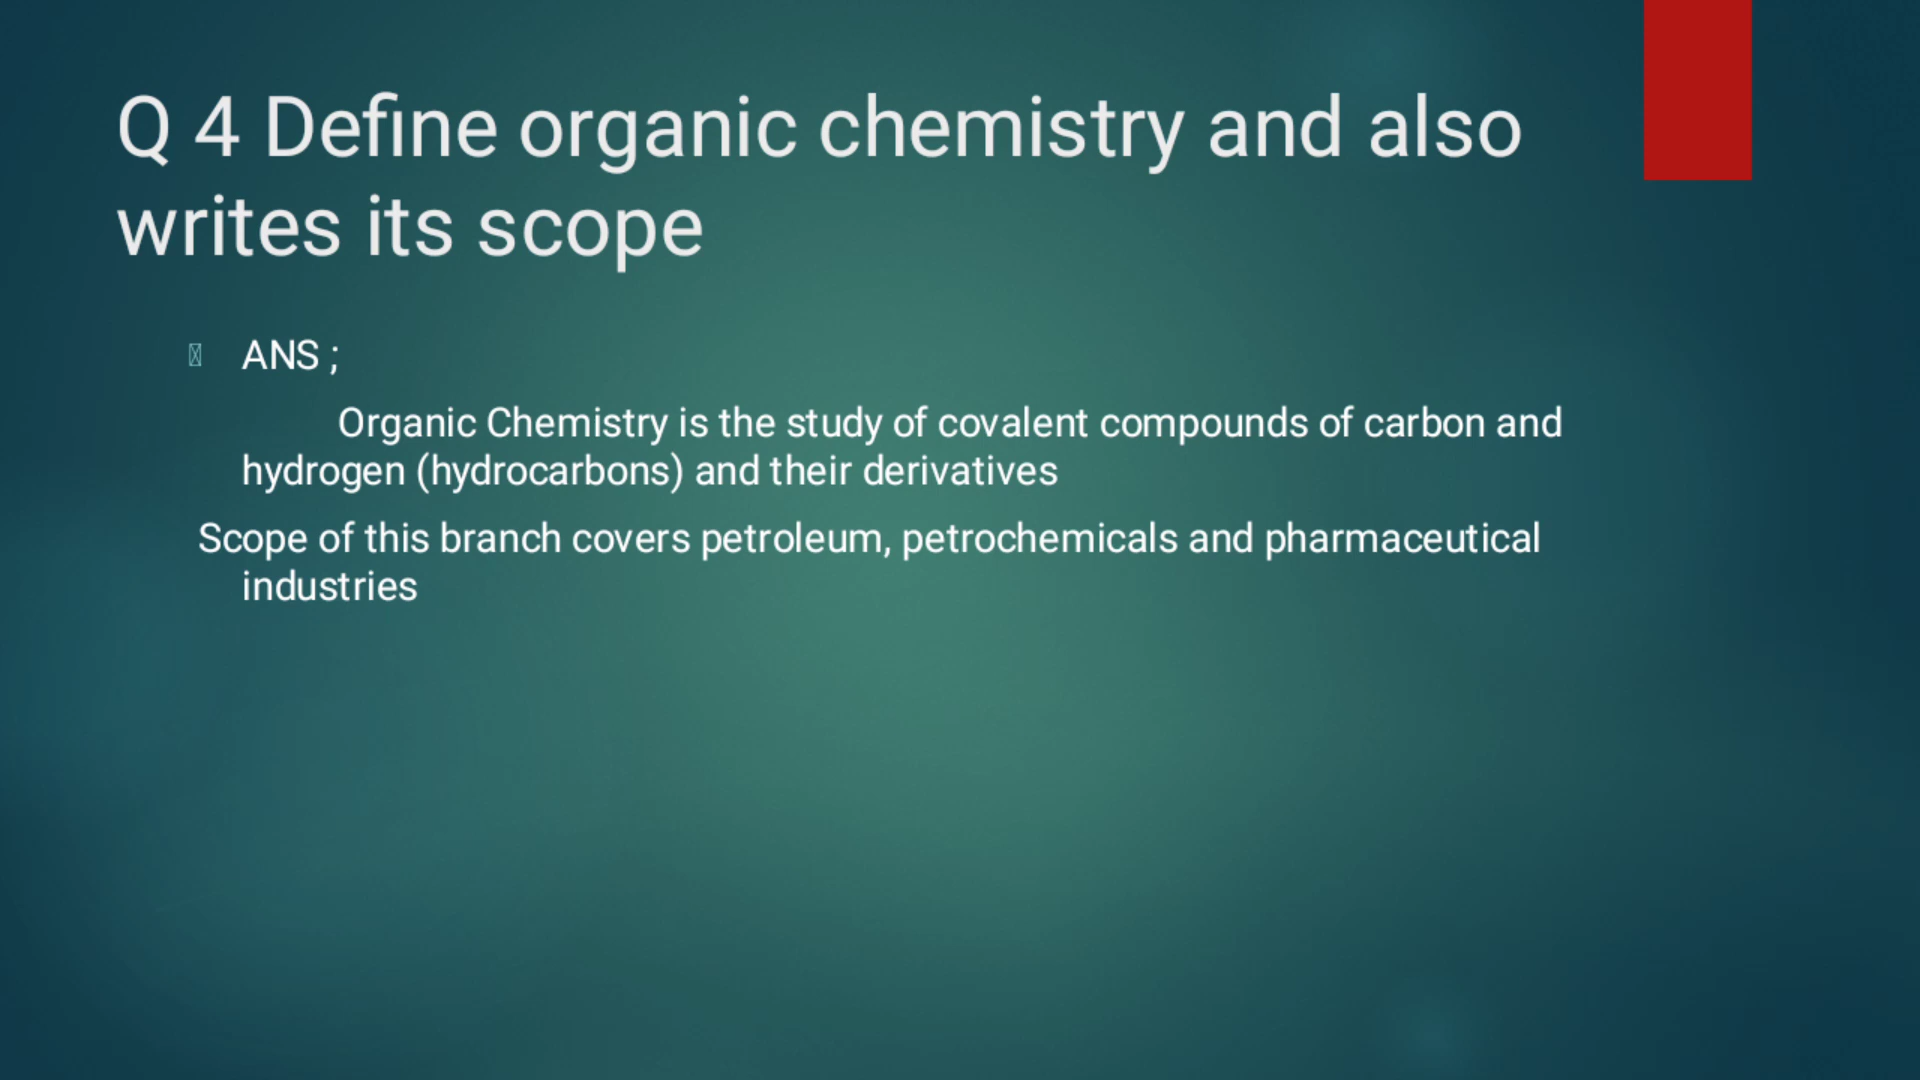 Q 4 Define organic chemistry and also
writes its scope
ANS ;
Organic Chemistry is the study of covalent compounds of carbon and
hydrogen (hydrocarbons) and their derivatives
Scope of this branch covers petroleum, petrochemicals and pharmaceutical
industries